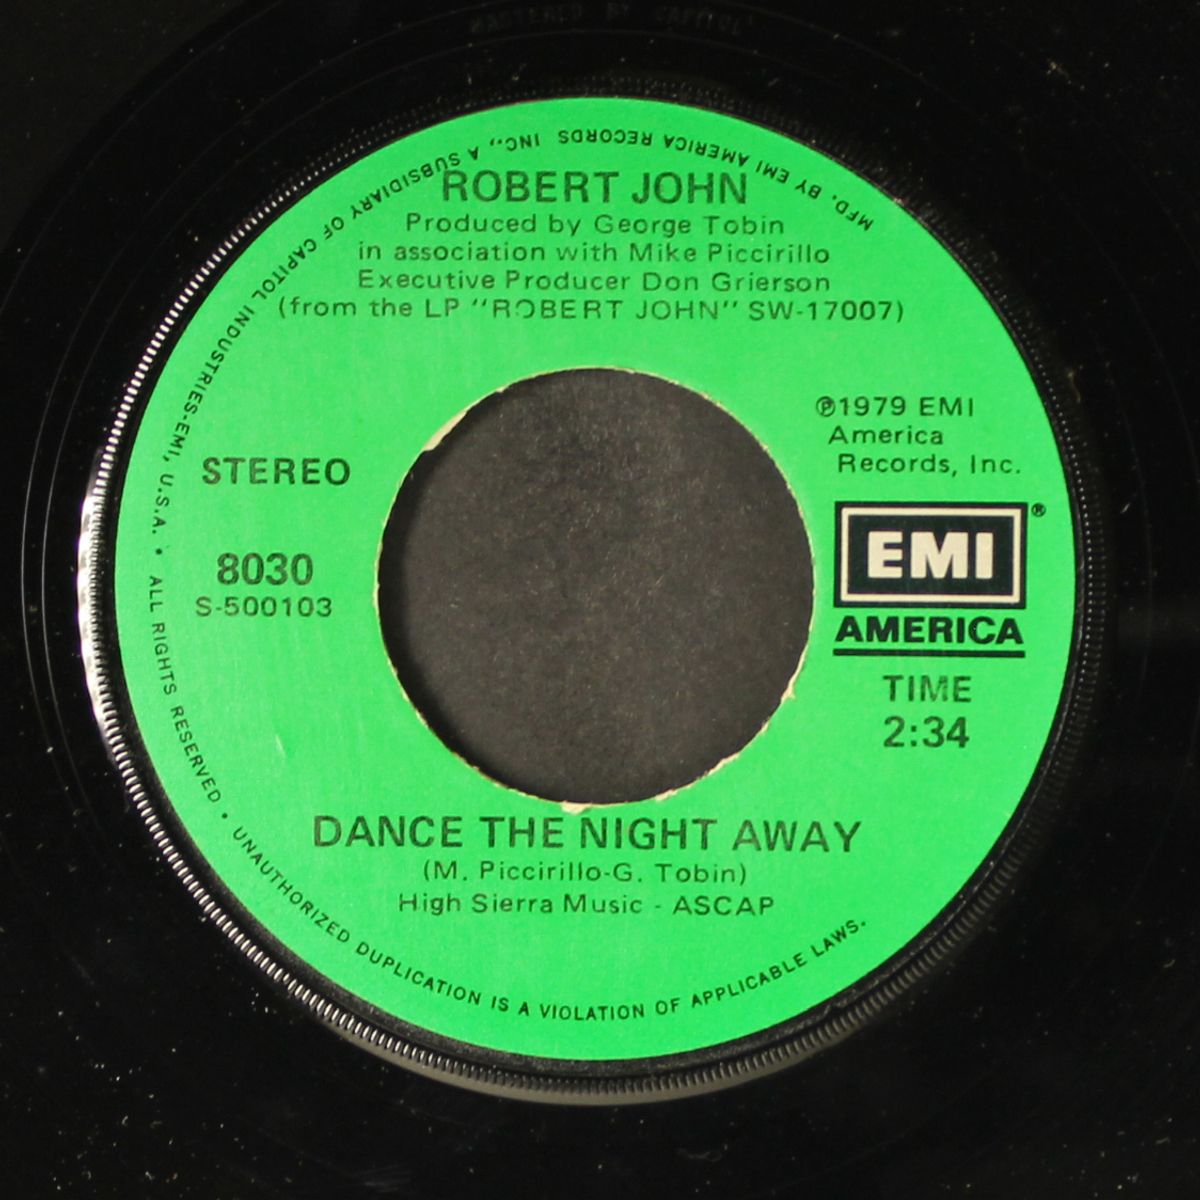 MASTERED BY CAPITOL
MFD. BY EMI AMERICA RECORDS, INC., A SUBSIDIARY OF CAPITOL INDUSTRIES-EMI, U.S.A. • ALL RIGHTS RESERVED • UNAUTHORIZED DUPLICATION IS A VIOLATION OF APPLICABLE LAWS.
ROBERT JOHN
Produced by George Tobin
in association with Mike Piccirillo
Executive Producer Don Grierson
(from the LP "ROBERT JOHN" SW-17007)
℗1979 EMI
America
Records, Inc.
STEREO
8030
S-500103
EMI®
AMERICA
TIME
2:34
DANCE THE NIGHT AWAY
(M. Piccirillo-G. Tobin)
High Sierra Music - ASCAP